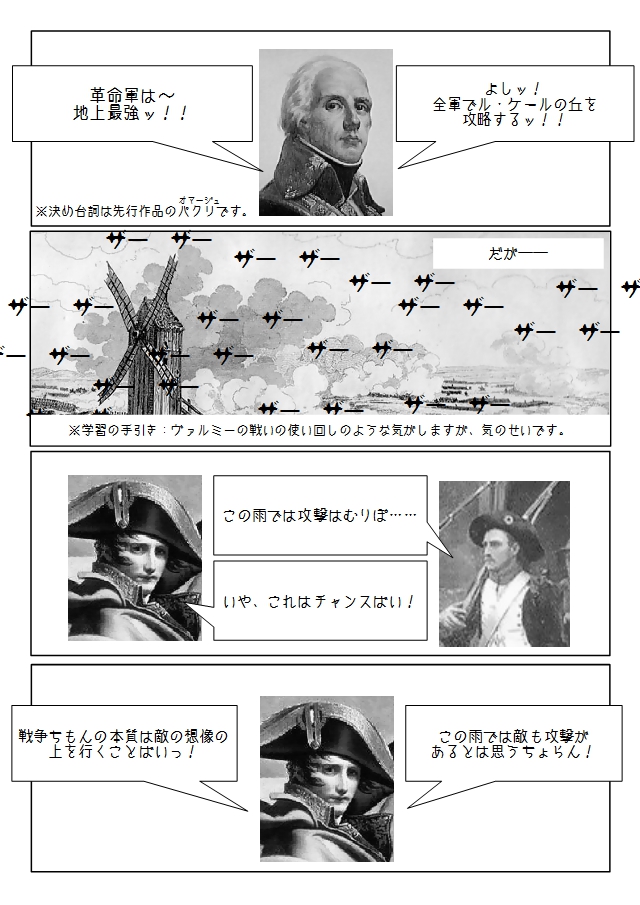 よしッ!
全軍でル・ケールの丘を
攻略するッ!!
革命軍は～
地上最強ッ!!
オマージュ
※決め台詞は先行作品のパクリです。
だが――
ザー ザー
ザー ザー
ザー ザー
ザー ザー
ザー ザー
ザー ザー
ザー ザー
ザー ザー
ザー ザー
ザー ザー
ザー ザー
ザー ザー
ザー ザー
ザー ザー
※学習の手引き:ヴァルミーの戦いの使い回しのような気がしますが、気のせいです。
この雨では攻撃はむりぽ……
いや、これはチャンスばい!
この雨では敵も攻撃が
あるとは思うちょらん!
戦争ちもんの本質は敵の想像の
上を行くことばいっ!